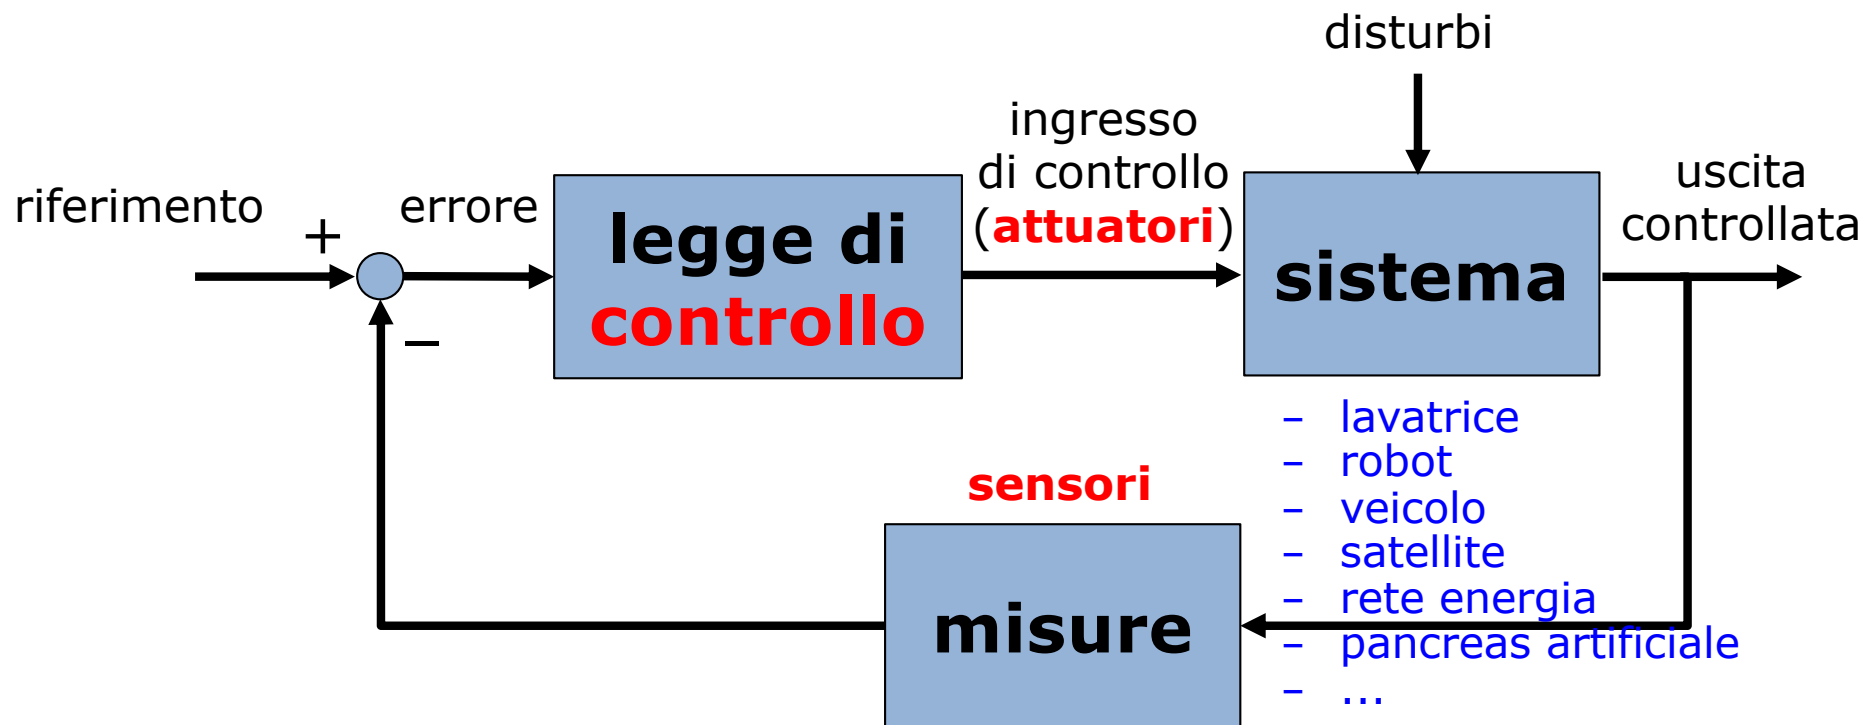 disturbi
riferimento
+
errore
legge di
controllo
ingresso
di controllo
(attuatori)
sistema
uscita
controllata
–
sensori
misure
– lavatrice
– robot
– veicolo
– satellite
– rete energia
– pancreas artificiale
– ...